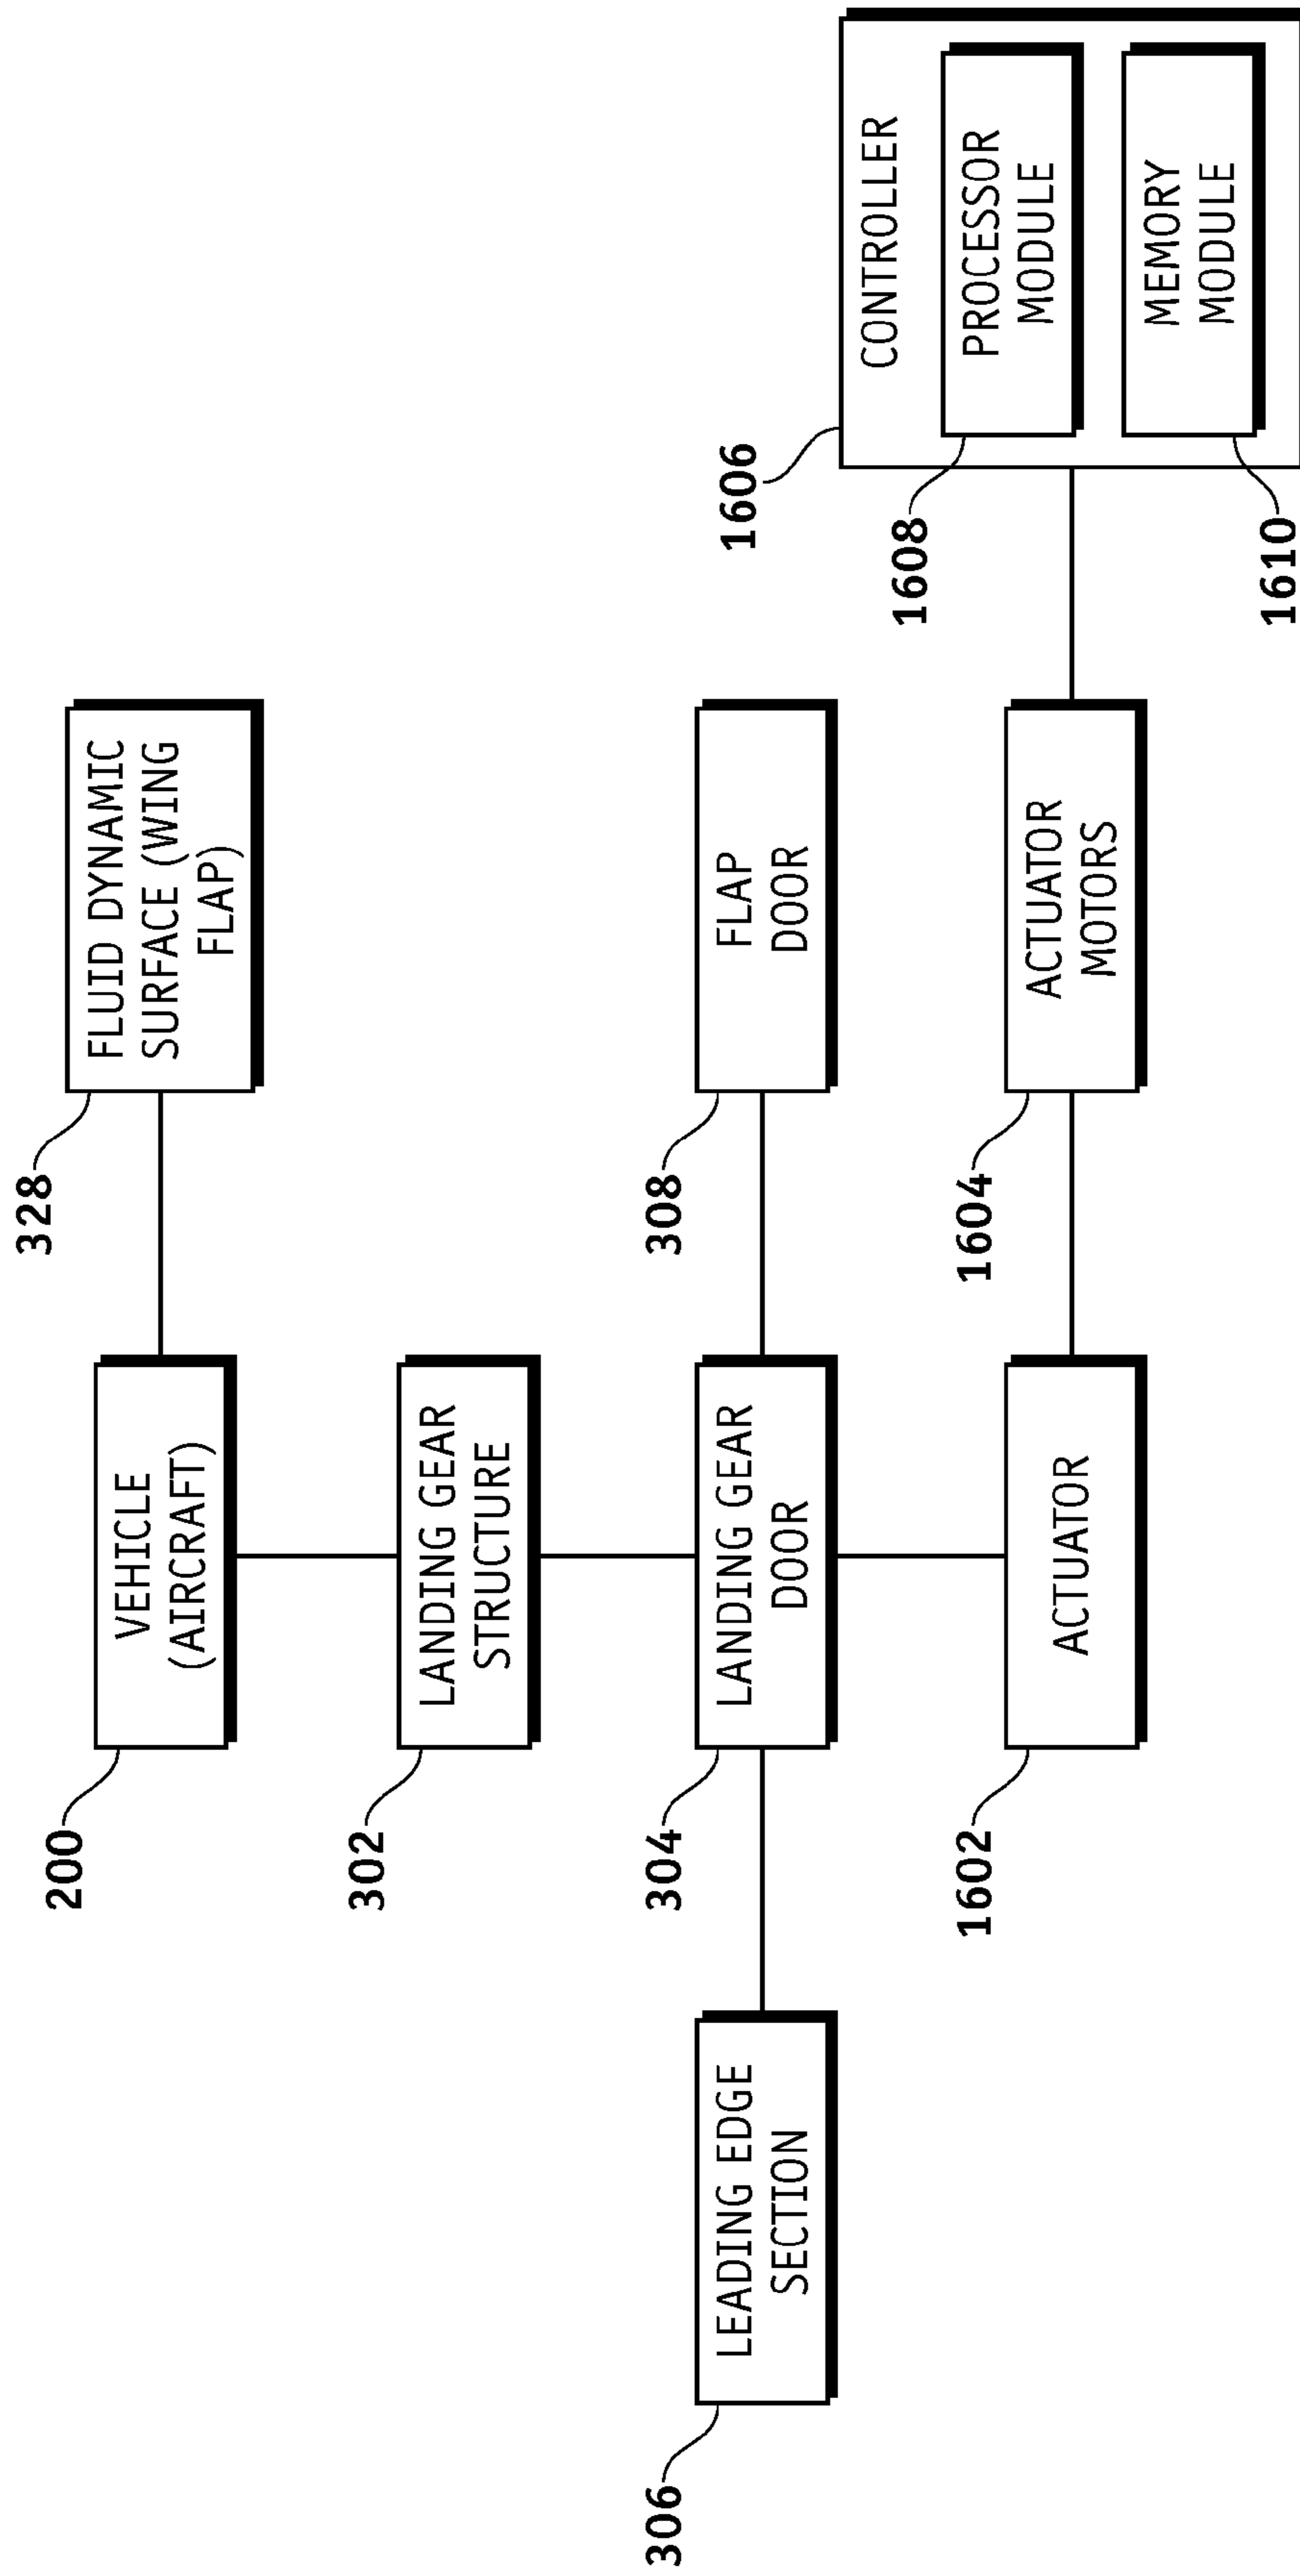 200
VEHICLE
(AIRCRAFT)
328
FLUID DYNAMIC
SURFACE (WING
FLAP)
302
LANDING GEAR
STRUCTURE
306
LEADING EDGE
SECTION
304
LANDING GEAR
DOOR
308
FLAP
DOOR
1602
ACTUATOR
1604
ACTUATOR
MOTORS
1606
CONTROLLER
1608
PROCESSOR
MODULE
1610
MEMORY
MODULE